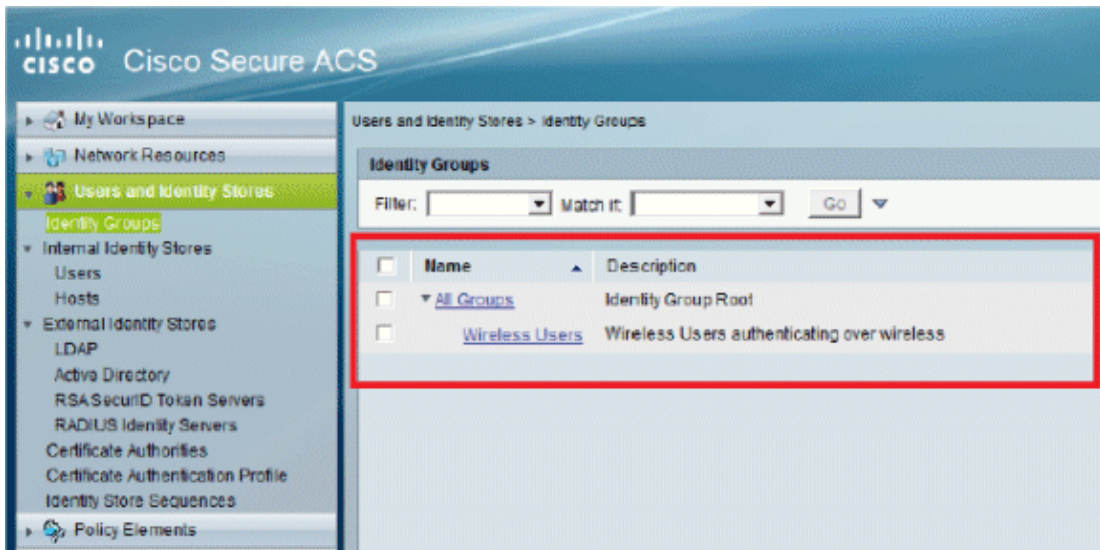 CISCO Cisco Secure ACS
My Workspace
Network Resources
Users and Identity Stores
Identity Groups
Internal Identity Stores
Users
Hosts
External Identity Stores
LDAP
Active Directory
RSA SecurID Token Servers
RADIUS Identity Servers
Certificate Authorities
Certificate Authentication Profile
Identity Store Sequences
Policy Elements
Users and Identity Stores > Identity Groups
Identity Groups
Filter: Match if: Go
Name Description
All Groups Identity Group Root
Wireless Users Wireless Users authenticating over wireless